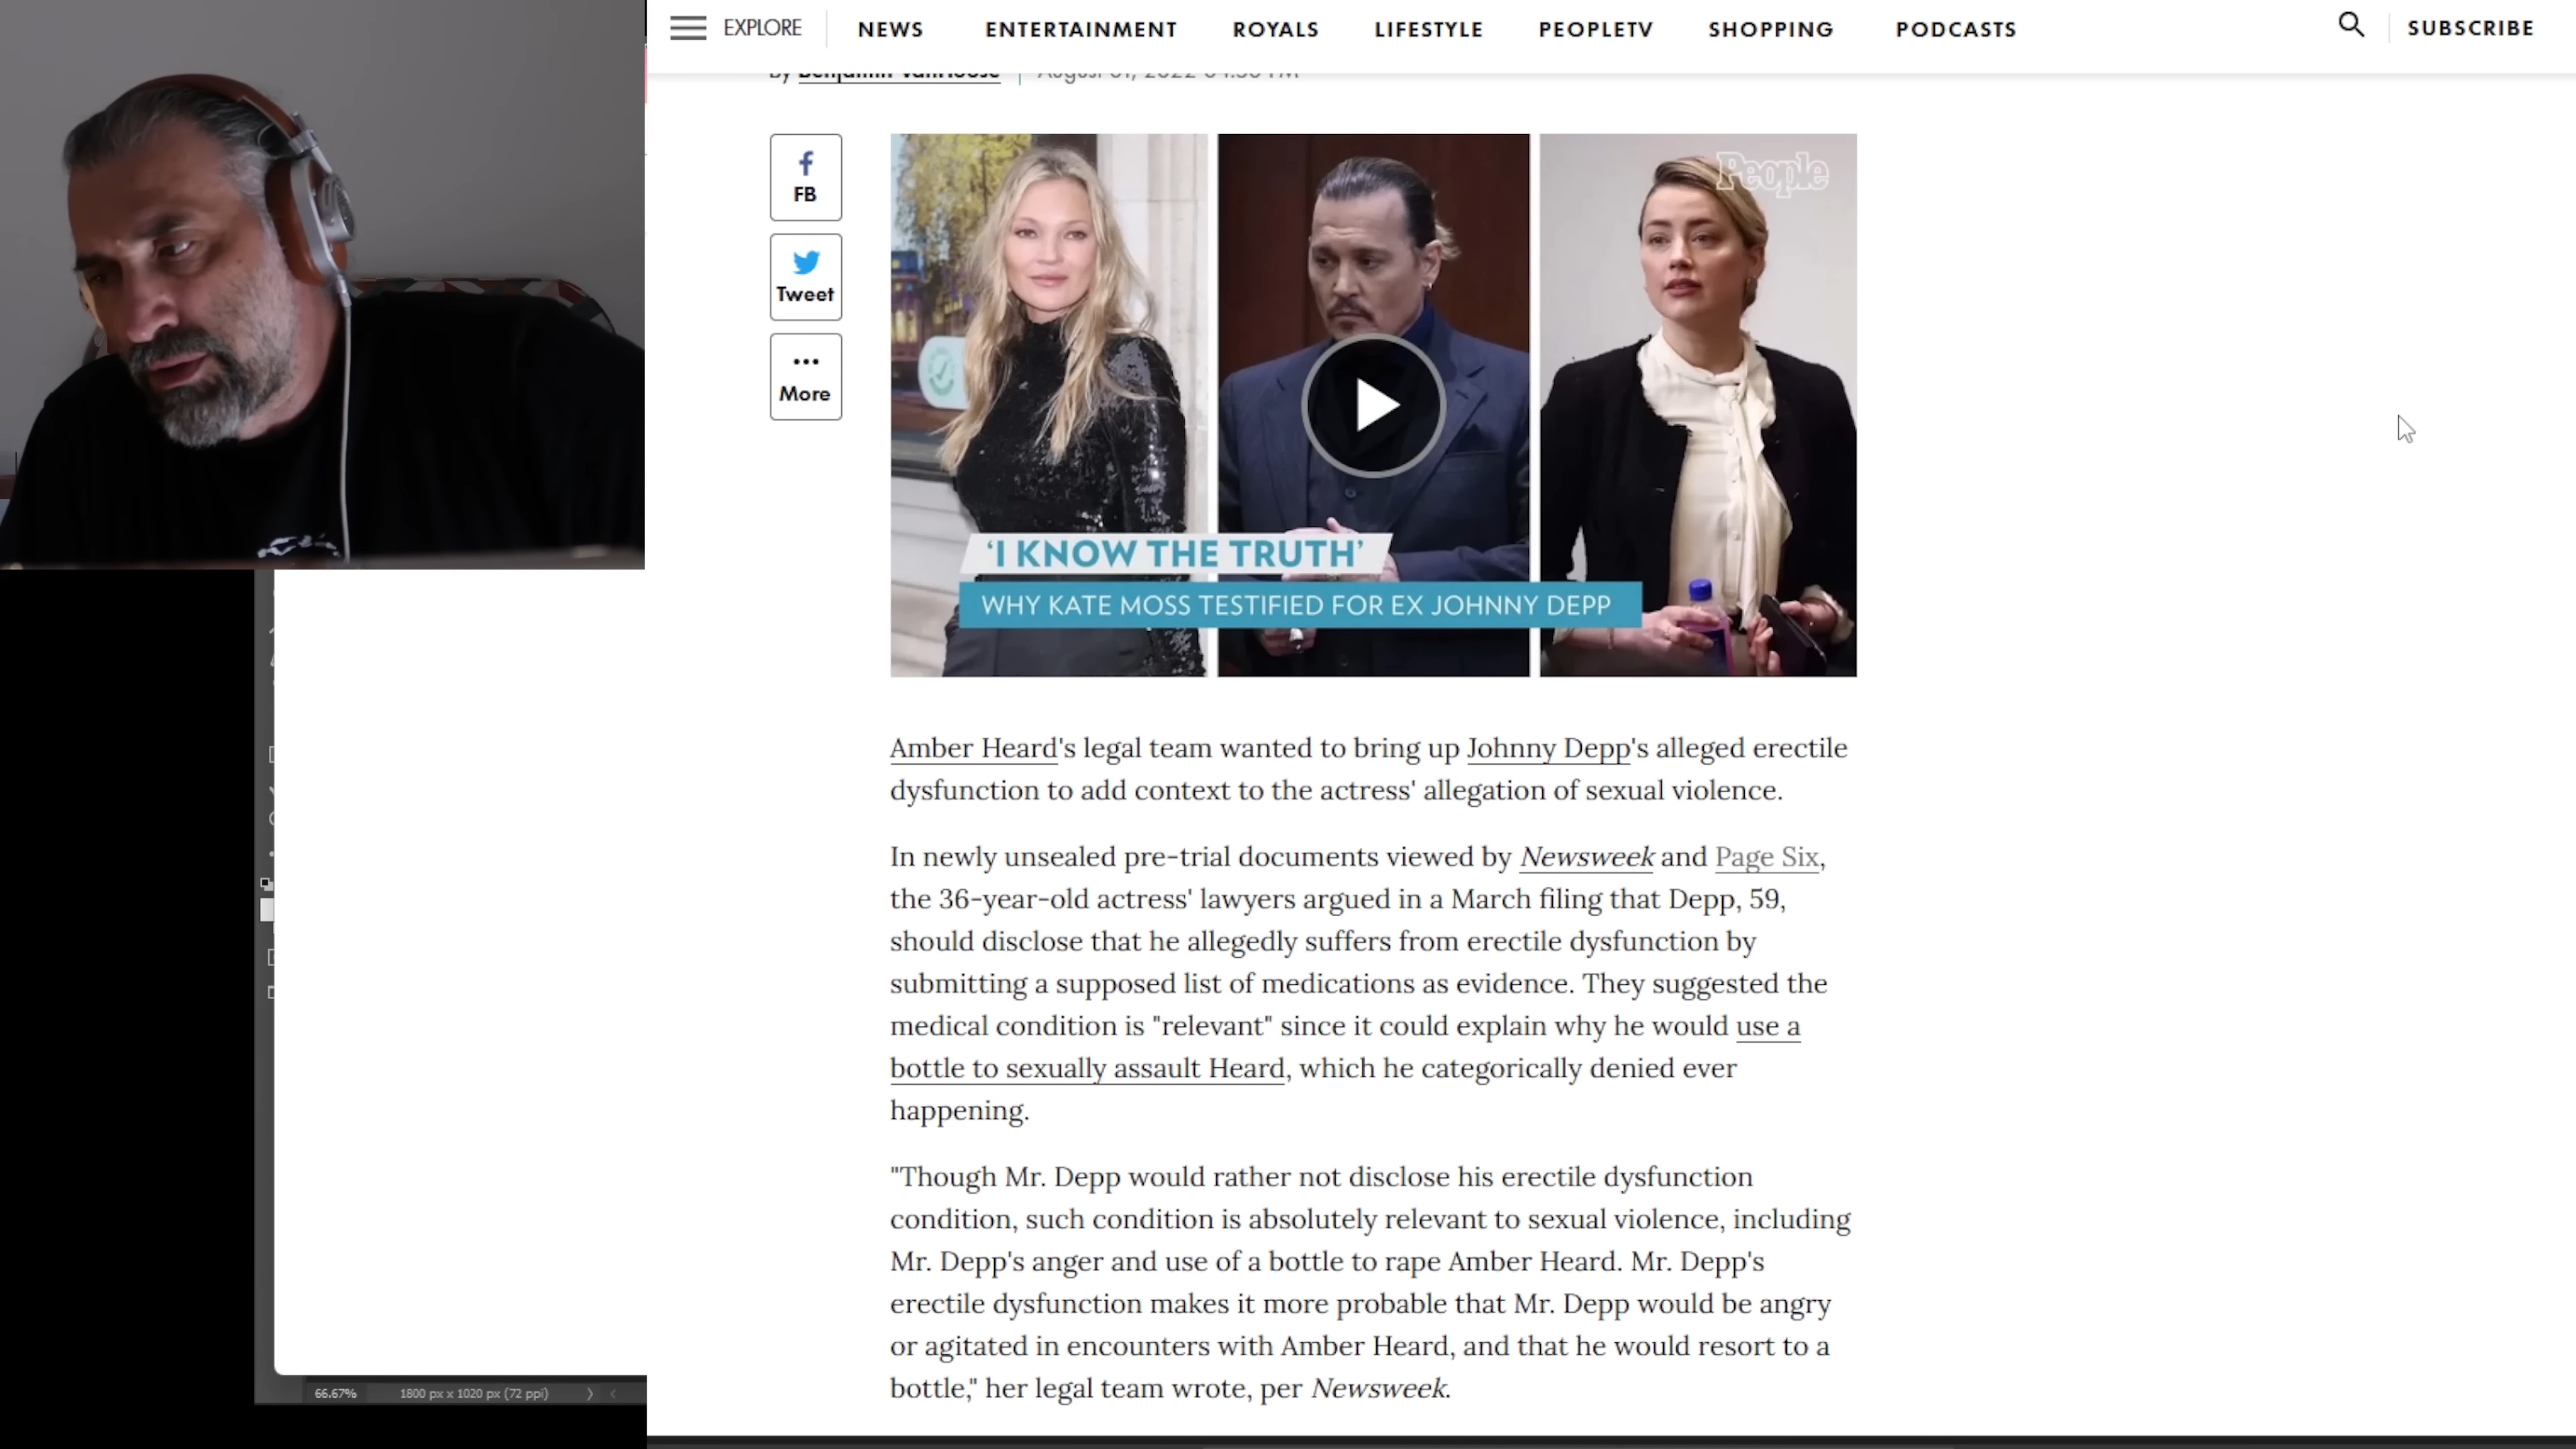 EXPLORE
NEWS
ENTERTAINMENT
ROYALS
LIFESTYLE
PEOPLETV
SHOPPING
PODCASTS
SUBSCRIBE
By Benjamin VanHoose | August 01, 2022 04:30 PM
FB
Tweet
More
People
‘I KNOW THE TRUTH’
WHY KATE MOSS TESTIFIED FOR EX JOHNNY DEPP
Amber Heard's legal team wanted to bring up Johnny Depp's alleged erectile
dysfunction to add context to the actress' allegation of sexual violence.
In newly unsealed pre-trial documents viewed by Newsweek and Page Six,
the 36-year-old actress' lawyers argued in a March filing that Depp, 59,
should disclose that he allegedly suffers from erectile dysfunction by
submitting a supposed list of medications as evidence. They suggested the
medical condition is "relevant" since it could explain why he would use a
bottle to sexually assault Heard, which he categorically denied ever
happening.
"Though Mr. Depp would rather not disclose his erectile dysfunction
condition, such condition is absolutely relevant to sexual violence, including
Mr. Depp's anger and use of a bottle to rape Amber Heard. Mr. Depp's
erectile dysfunction makes it more probable that Mr. Depp would be angry
or agitated in encounters with Amber Heard, and that he would resort to a
bottle," her legal team wrote, per Newsweek.
66.67%
1800 px x 1020 px (72 ppi)